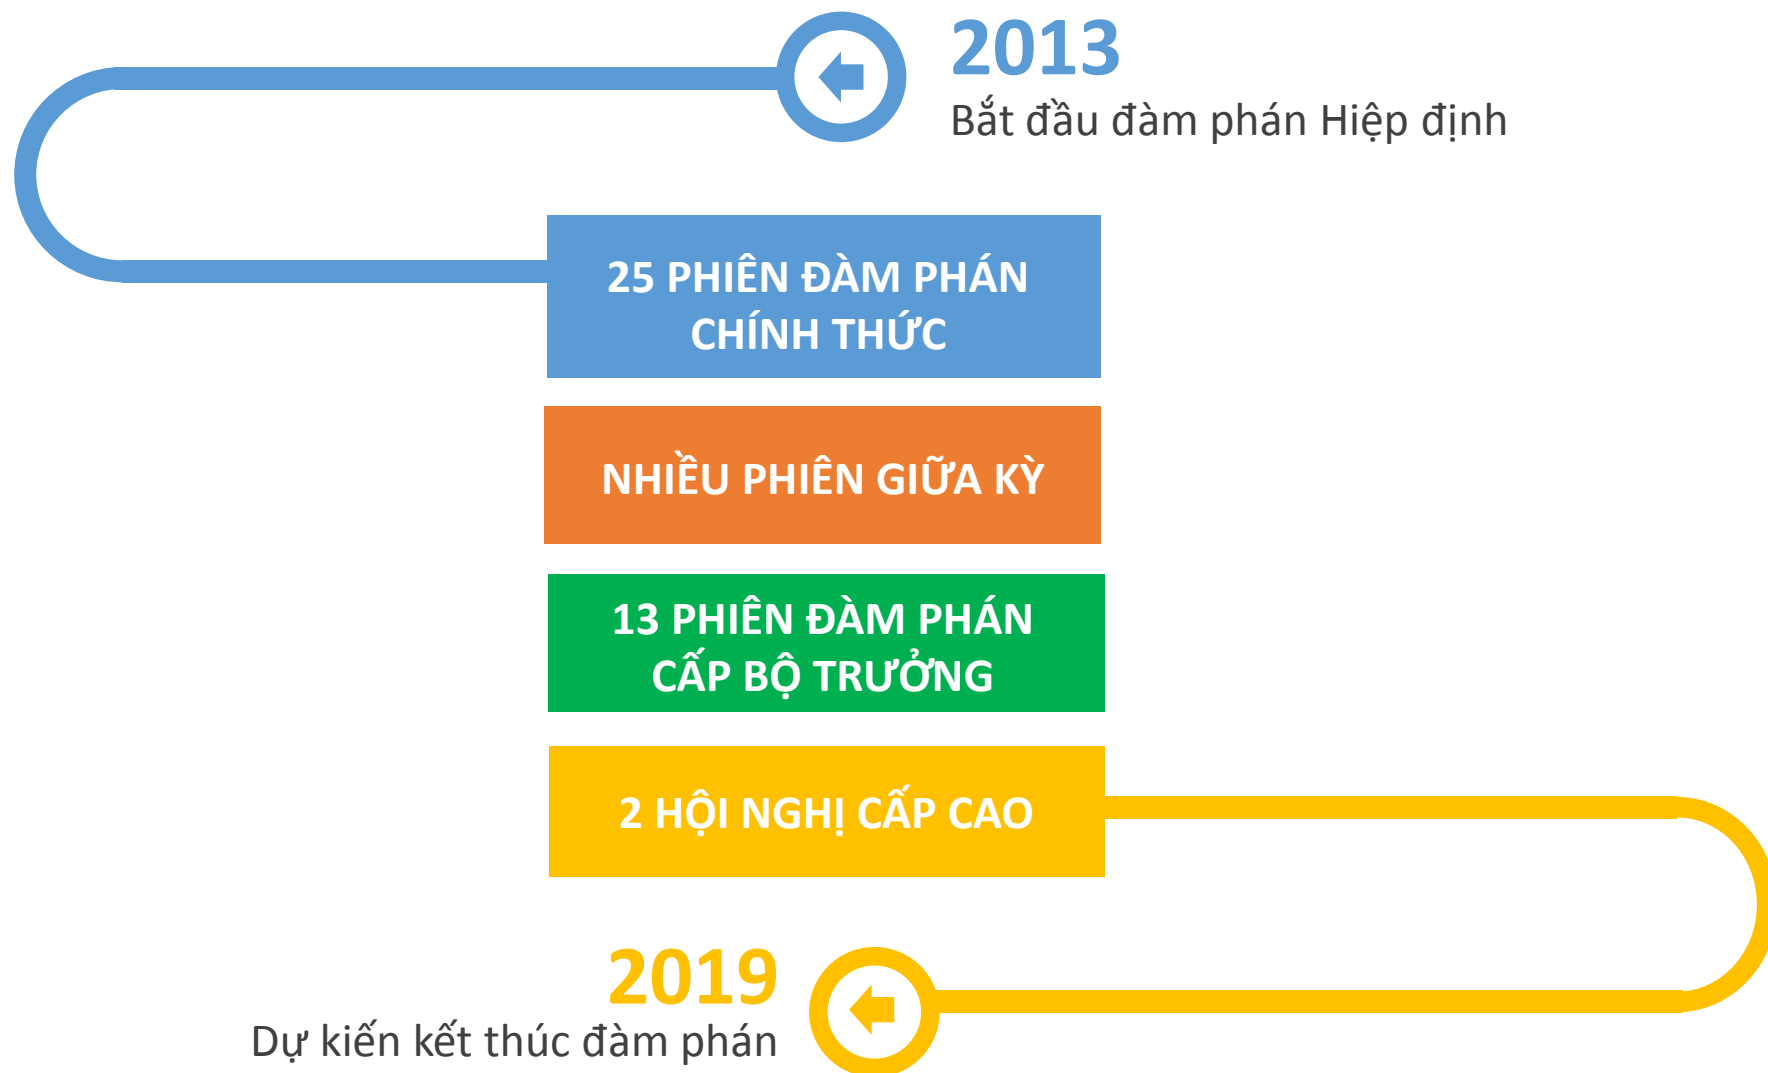 2013
Bắt đầu đàm phán Hiệp định
25 PHIÊN ĐÀM PHÁN
CHÍNH THỨC
NHIỀU PHIÊN GIỮA KỲ
13 PHIÊN ĐÀM PHÁN
CẤP BỘ TRƯỞNG
2 HỘI NGHỊ CẤP CAO
2019
Dự kiến kết thúc đàm phán